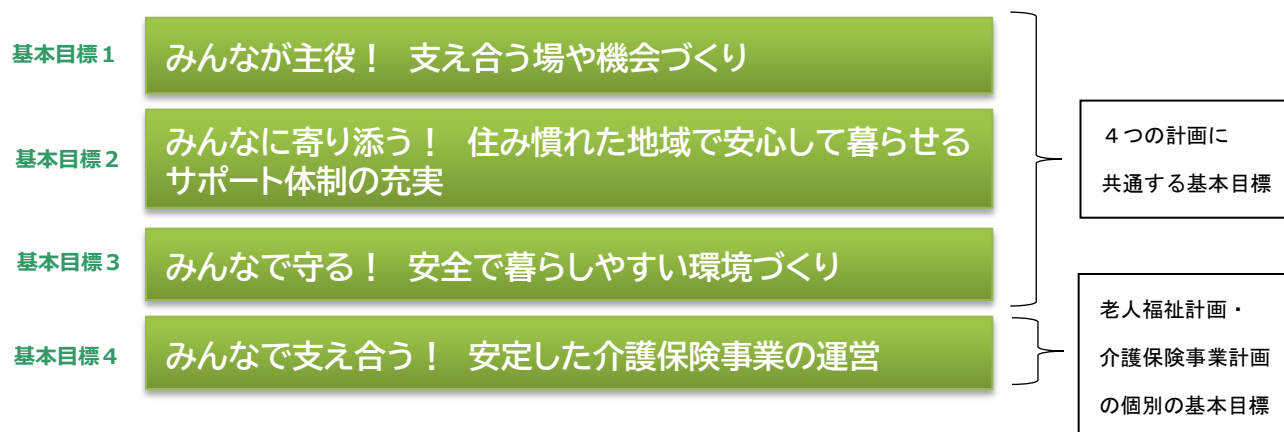 基本目標１
みんなが主役！　支え合う場や機会づくり
基本目標２
みんなに寄り添う！　住み慣れた地域で安心して暮らせる
サポート体制の充実
基本目標３
みんなで守る！　安全で暮らしやすい環境づくり
基本目標４
みんなで支え合う！　安定した介護保険事業の運営
４つの計画に
共通する基本目標
老人福祉計画・
介護保険事業計画
の個別の基本目標